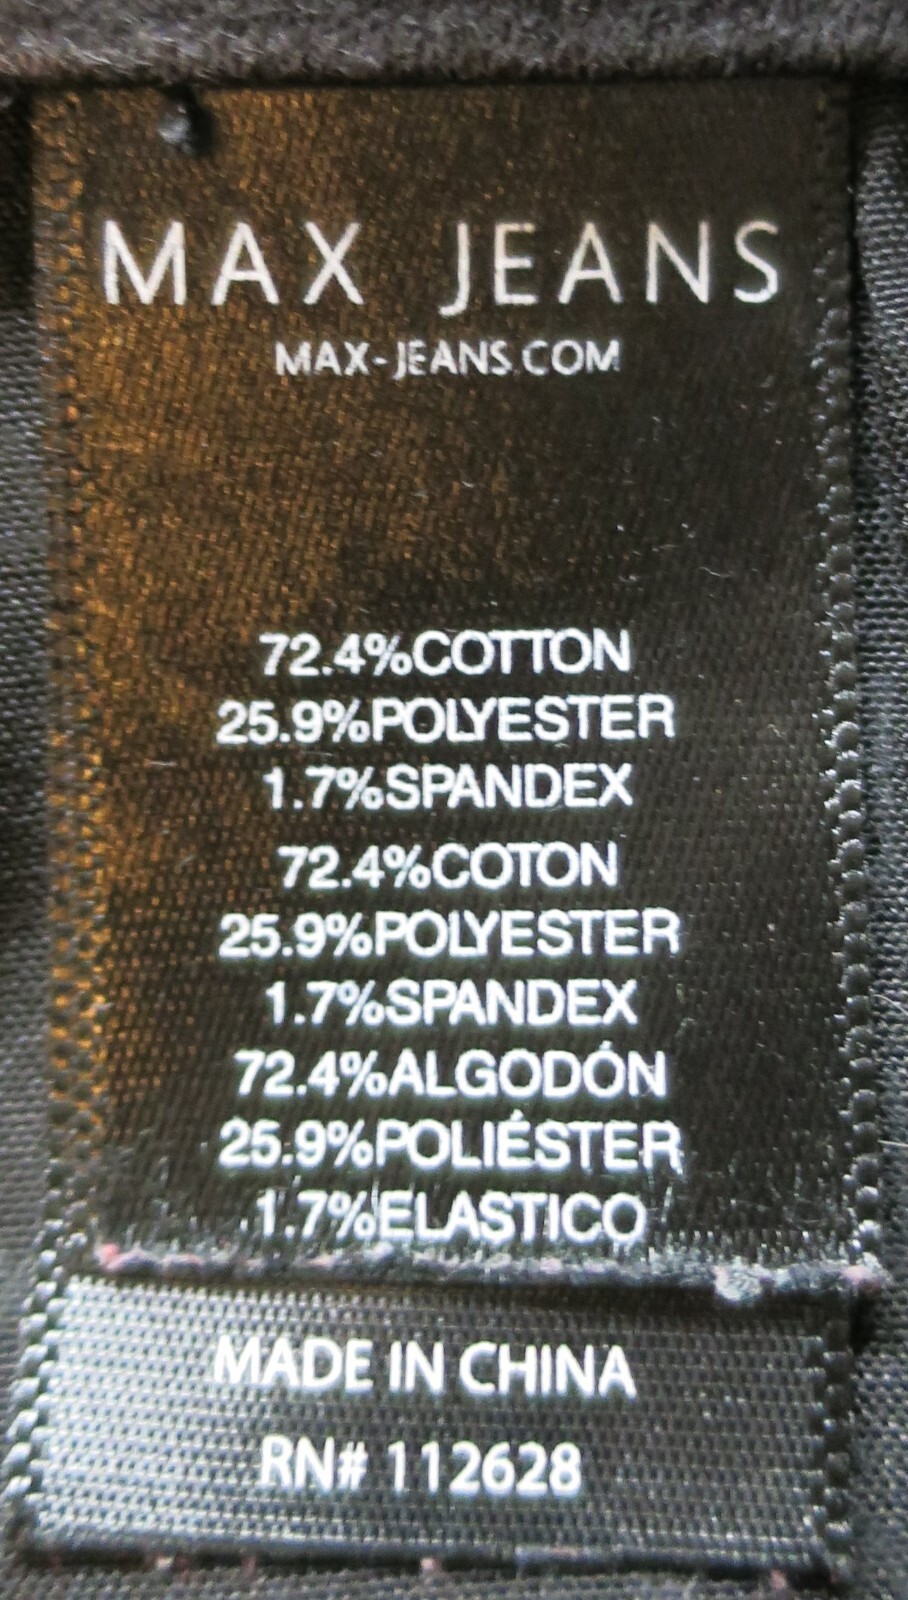 MAX JEANS
MAX-JEANS.COM
72.4%COTTON
25.9%POLYESTER
1.7%SPANDEX
72.4%COTON
25.9%POLYESTER
1.7%SPANDEX
72.4%ALGODÓN
25.9%POLIÉSTER
1.7%ELASTICO
MADE IN CHINA
RN# 112628